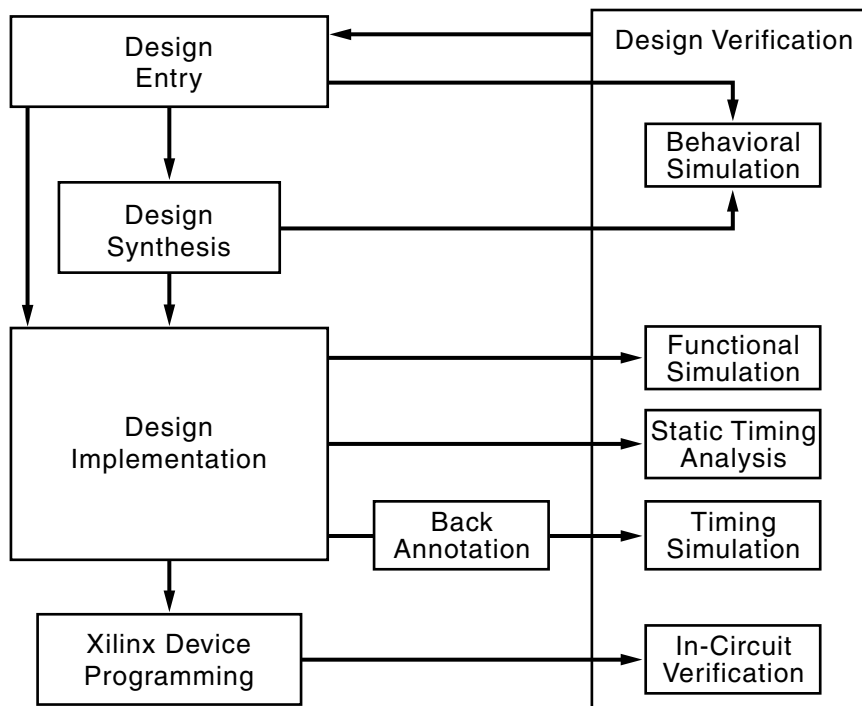 Design
Entry
Design Verification
Behavioral
Simulation
Design
Synthesis
Functional
Simulation
Design
Implementation
Static Timing
Analysis
Back
Annotation
Timing
Simulation
Xilinx Device
Programming
In-Circuit
Verification